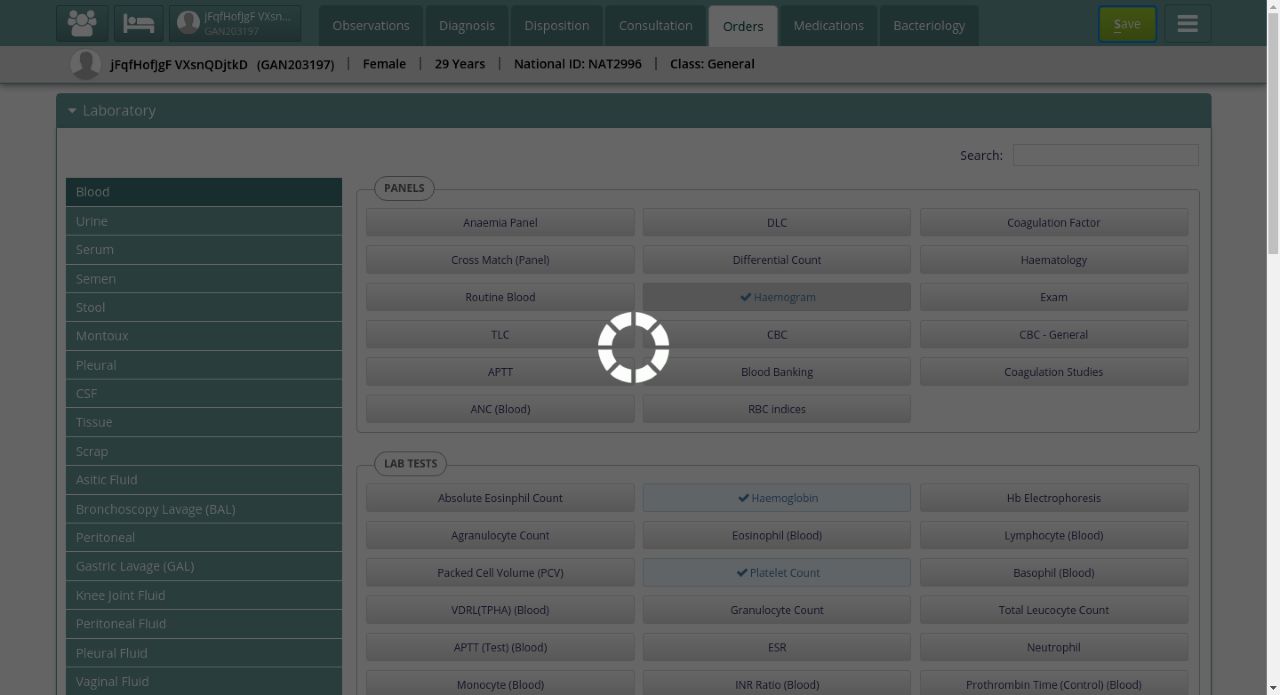 jFqfHofJgF VXsn...
GAN203197
Observations
Diagnosis
Disposition
Consultation
Orders
Medications
Bacteriology
Save
jFqfHofJgF VXsnQDjtkD (GAN203197) | Female | 29 Years | National ID: NAT2996 | Class: General
Laboratory
Search:
Blood
Urine
Serum
Semen
Stool
Montoux
Pleural
CSF
Tissue
Scrap
Asitic Fluid
Bronchoscopy Lavage (BAL)
Peritoneal
Gastric Lavage (GAL)
Knee Joint Fluid
Peritoneal Fluid
Pleural Fluid
Vaginal Fluid
PANELS
Anaemia Panel
DLC
Coagulation Factor
Cross Match (Panel)
Differential Count
Haematology
Routine Blood
Haemogram
Exam
TLC
CBC
CBC - General
APTT
Blood Banking
Coagulation Studies
ANC (Blood)
RBC indices
LAB TESTS
Absolute Eosinphil Count
Haemoglobin
Hb Electrophoresis
Agranulocyte Count
Eosinophil (Blood)
Lymphocyte (Blood)
Packed Cell Volume (PCV)
Platelet Count
Basophil (Blood)
VDRL(TPHA) (Blood)
Granulocyte Count
Total Leucocyte Count
APTT (Test) (Blood)
ESR
Neutrophil
Monocyte (Blood)
INR Ratio (Blood)
Prothrombin Time (Control) (Blood)